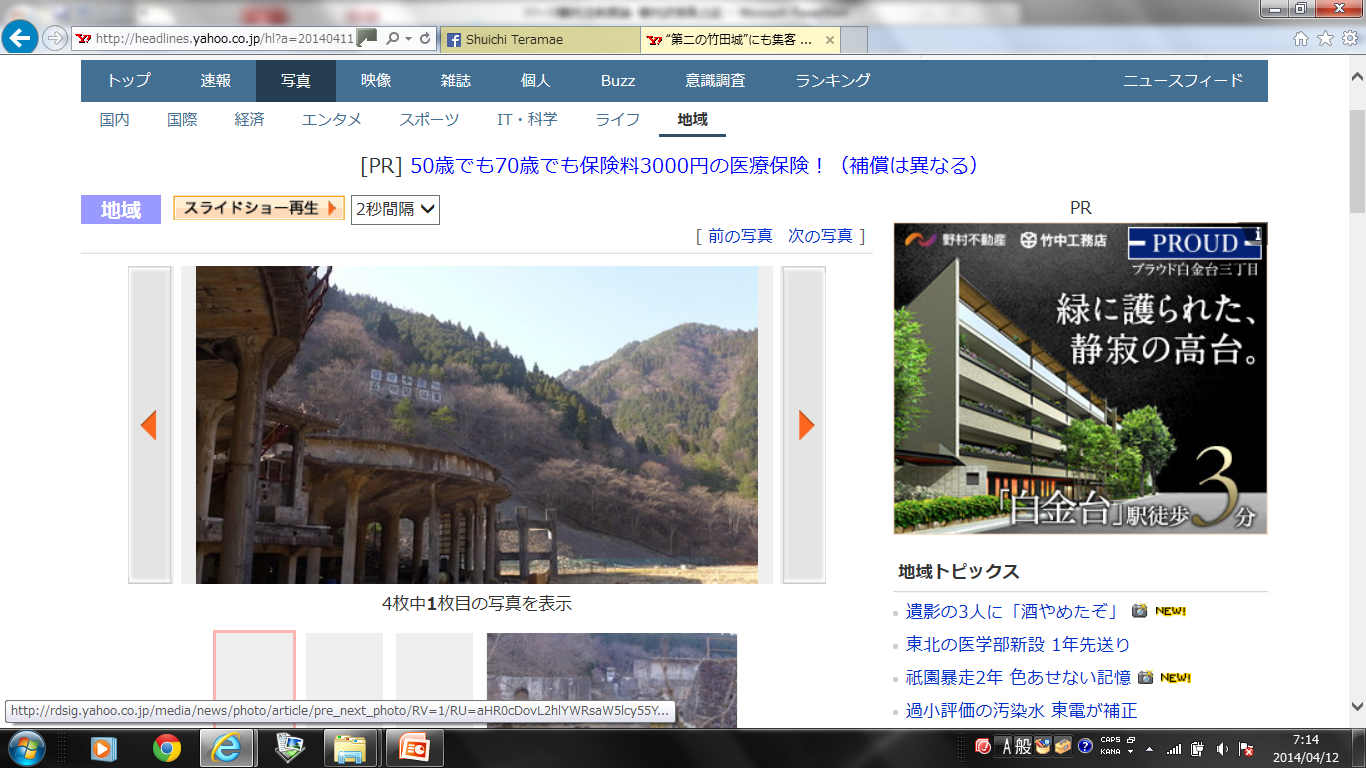 http://headlines.yahoo.co.jp/hl?a=20140411
Shuichi Teramae
"第二の竹田城"にも集客 ...
トップ 速報 写真 映像 雑誌 個人 Buzz 意識調査 ランキング ニュースフィード
国内 国際 経済 エンタメ スポーツ IT・科学 ライフ 地域
[PR] 50歳でも70歳でも保険料3000円の医療保険！（補償は異なる）
地域 スライドショー再生 2秒間隔
[ 前の写真 次の写真 ]
4枚中1枚目の写真を表示
PR
野村不動産 竹中工務店 PROUD
プラウド白金台三丁目
緑に護られた、
静寂の高台。
「白金台」駅徒歩3分
地域トピックス
遺影の3人に「酒やめたぞ」 NEW!
東北の医学部新設 1年先送り
祇園暴走2年 色あせない記憶 NEW!
過小評価の汚染水 東電が補正
http://rdsig.yahoo.co.jp/media/news/photo/article/pre_next_photo/RV=1/RU=aHR0cDovL2hlYWRsaW5lcy55Y...
A 般 CAPS KANA
7:14
2014/04/12